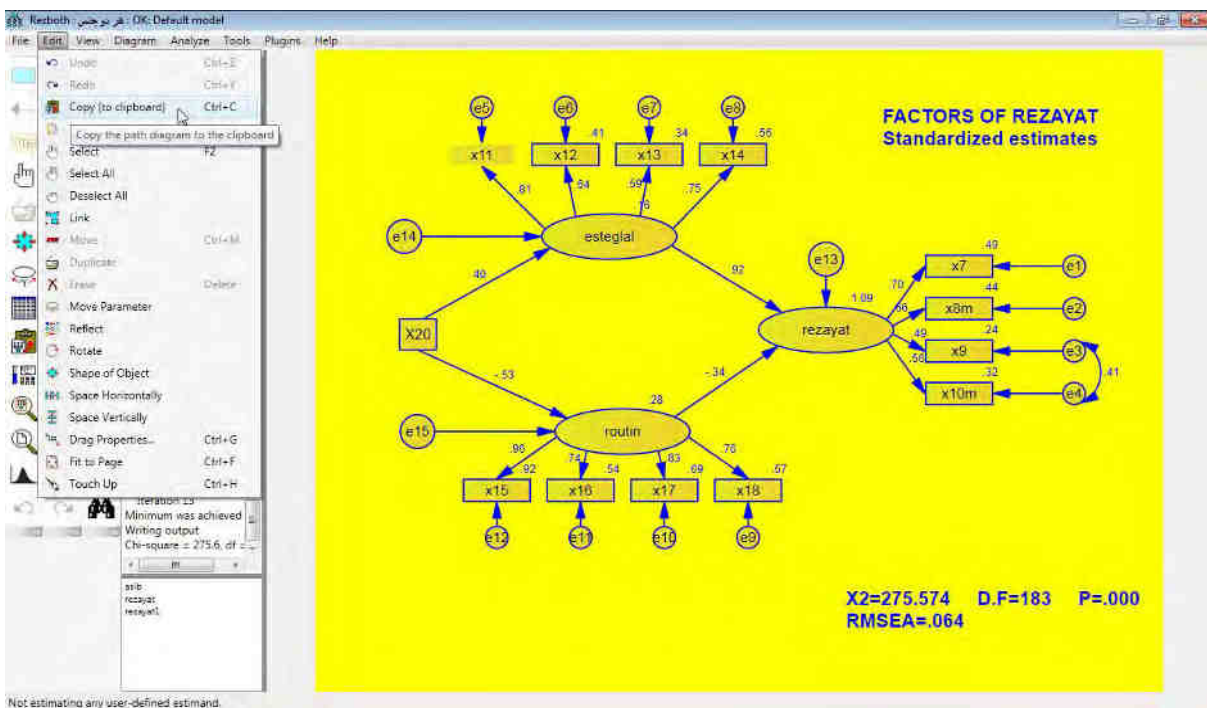 Rezboth : هر دو جنس : OK: Default model
File Edit View Diagram Analyze Tools Plugins Help
Undo Ctrl+Z
Redo Ctrl+Y
Copy (to clipboard) Ctrl+C
Copy the path diagram to the clipboard
Select F2
Select All
Deselect All
Link
Move Ctrl+M
Duplicate
Erase Delete
Move Parameter
Reflect
Rotate
Shape of Object
Space Horizontally
Space Vertically
Drag Properties... Ctrl+G
Fit to Page Ctrl+F
Touch Up Ctrl+H
Iteration 13
Minimum was achieved
Writing output
Chi-square = 275.6, df =
asib
rezayat
rezayat1
Not estimating any user-defined estimand.
FACTORS OF REZAYAT
Standardized estimates
e5 e6 e7 e8
.41 .34 .56
x11 x12 x13 x14
.81 .64 .59 .75
.16
e14 esteglal
.40 .92
e13
1.09
rezayat
X20
.49
.70 x7 e1
.44
.66 x8m e2
.24
.49 x9 e3
.41
.32
.56 x10m e4
-.53 -.34
.28
e15 routin
.96 .74 .83 .76
.92 .54 .69 .57
x15 x16 x17 x18
e12 e11 e10 e9
X2=275.574 D.F=183 P=.000
RMSEA=.064